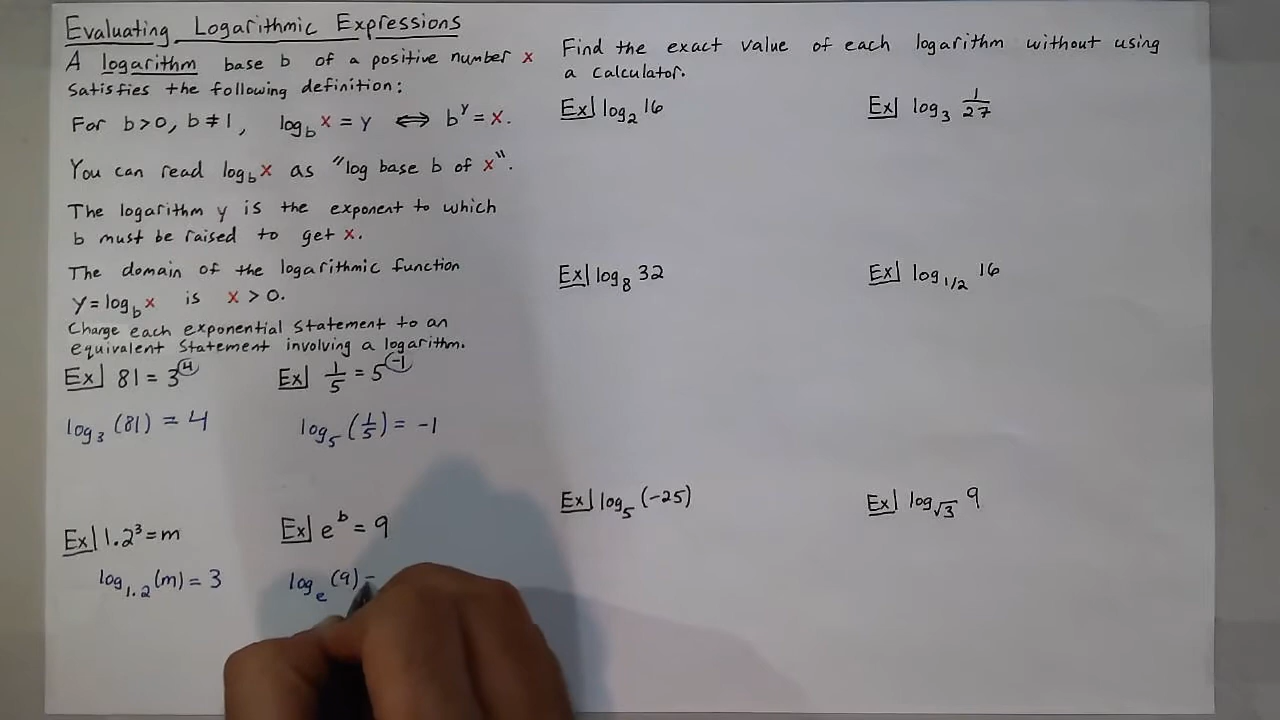 Evaluating Logarithmic Expressions
A logarithm base b of a positive number x
satisfies the following definition:
For b>0, b≠1, log_b x = y ⟺ b^y = x.
You can read log_b x as "log base b of x".
The logarithm y is the exponent to which
b must be raised to get x.
The domain of the logarithmic function
y = log_b x is x > 0.
Charge each exponential statement to an
equivalent statement involving a logarithm.
Ex| 81 = 3^4
log_3 (81) = 4
Ex| 1/5 = 5^-1
log_5 (1/5) = -1
Ex| 1.2^3 = m
log_1.2 (m) = 3
Ex| e^b = 9
log_e (9) =
Find the exact value of each logarithm without using
a calculator.
Ex| log_2 16
Ex| log_3 1/27
Ex| log_8 32
Ex| log_1/2 16
Ex| log_5 (-25)
Ex| log_√3 9